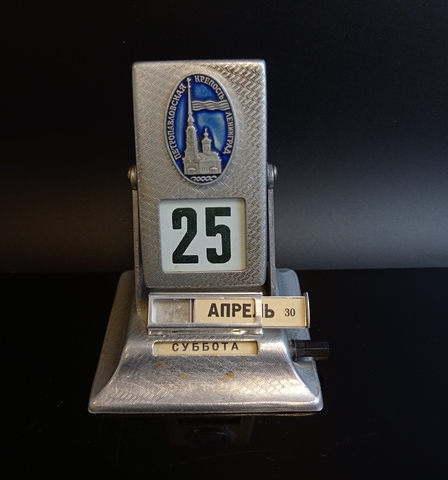 ПЕТРОПАВЛОВСКАЯ КРЕПОСТЬ ЛЕНИНГРАД
25
АПРЕЛЬ 30
СУББОТА